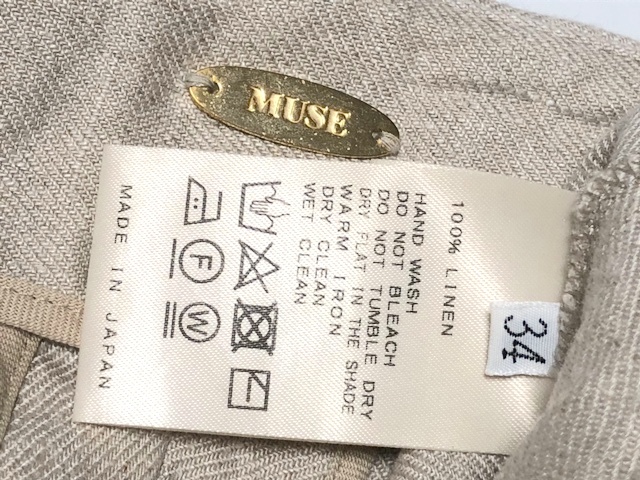 MUSE
34
100% LINEN
HAND WASH
DO NOT BLEACH
DO NOT TUMBLE DRY
DRY FLAT IN THE SHADE
WARM IRON
DRY CLEAN
WET CLEAN
F
W
MADE IN JAPAN